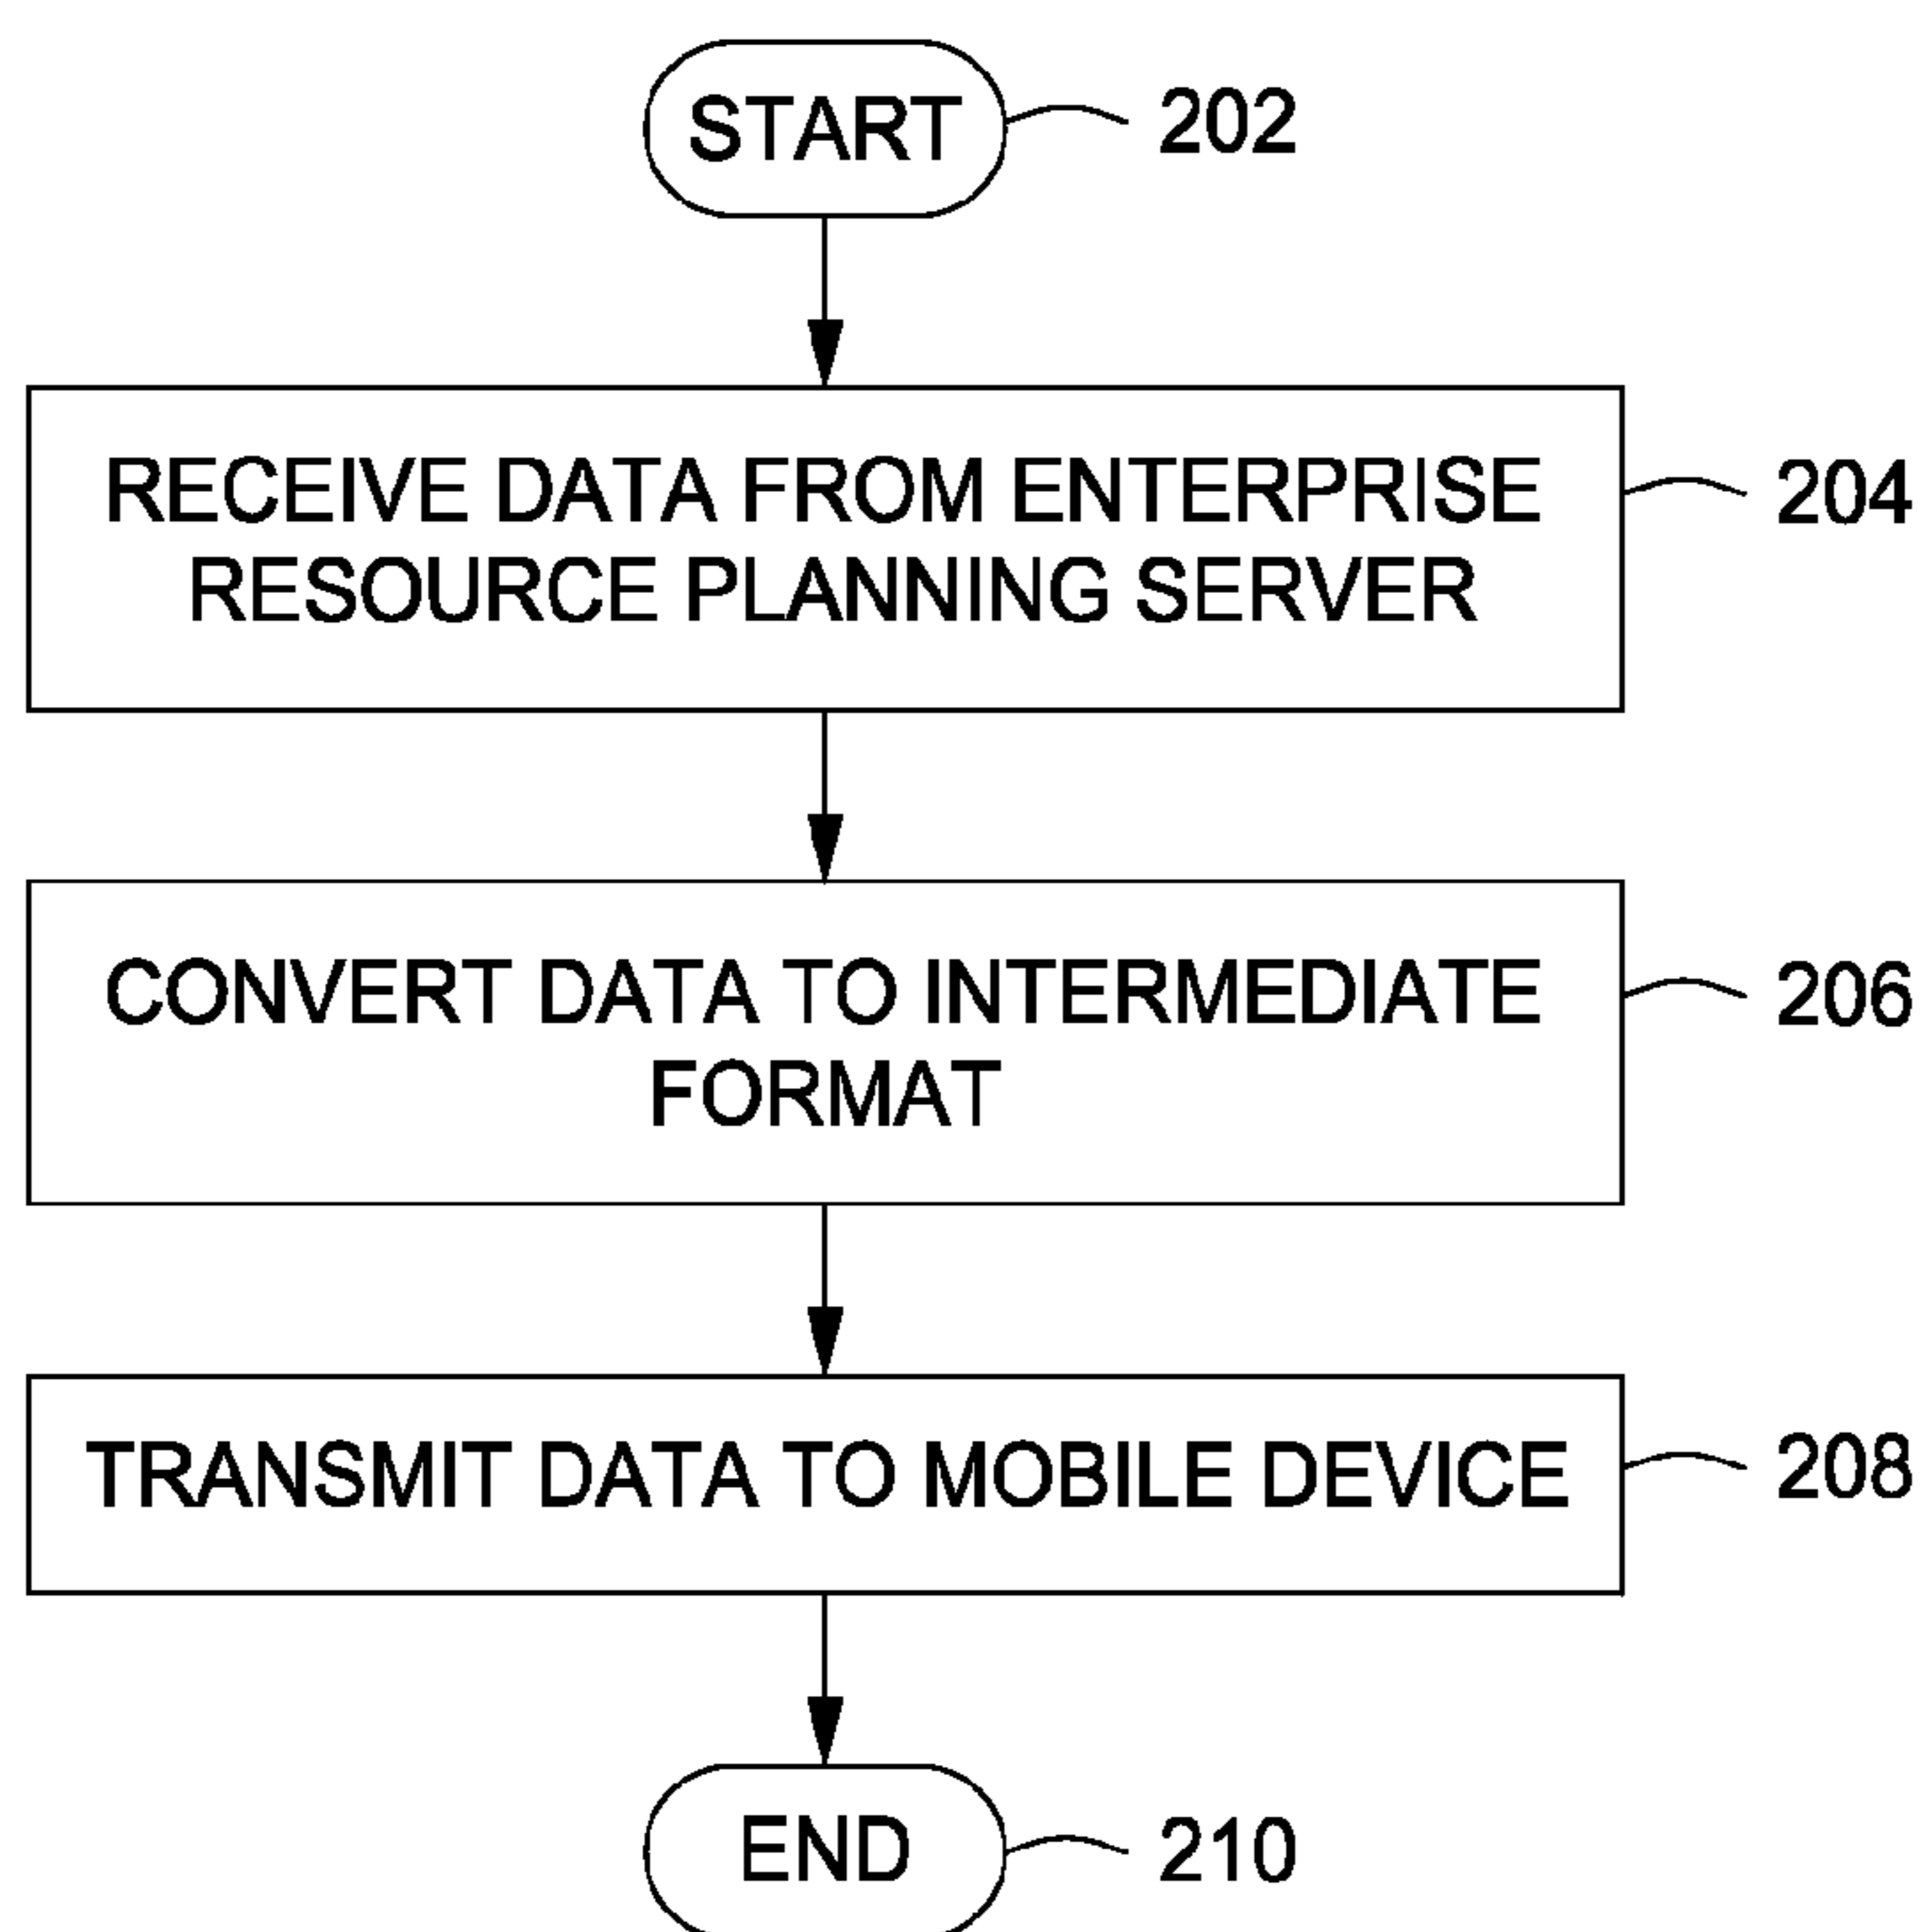 START 202
RECEIVE DATA FROM ENTERPRISE 204
RESOURCE PLANNING SERVER
CONVERT DATA TO INTERMEDIATE 206
FORMAT
TRANSMIT DATA TO MOBILE DEVICE 208
END 210